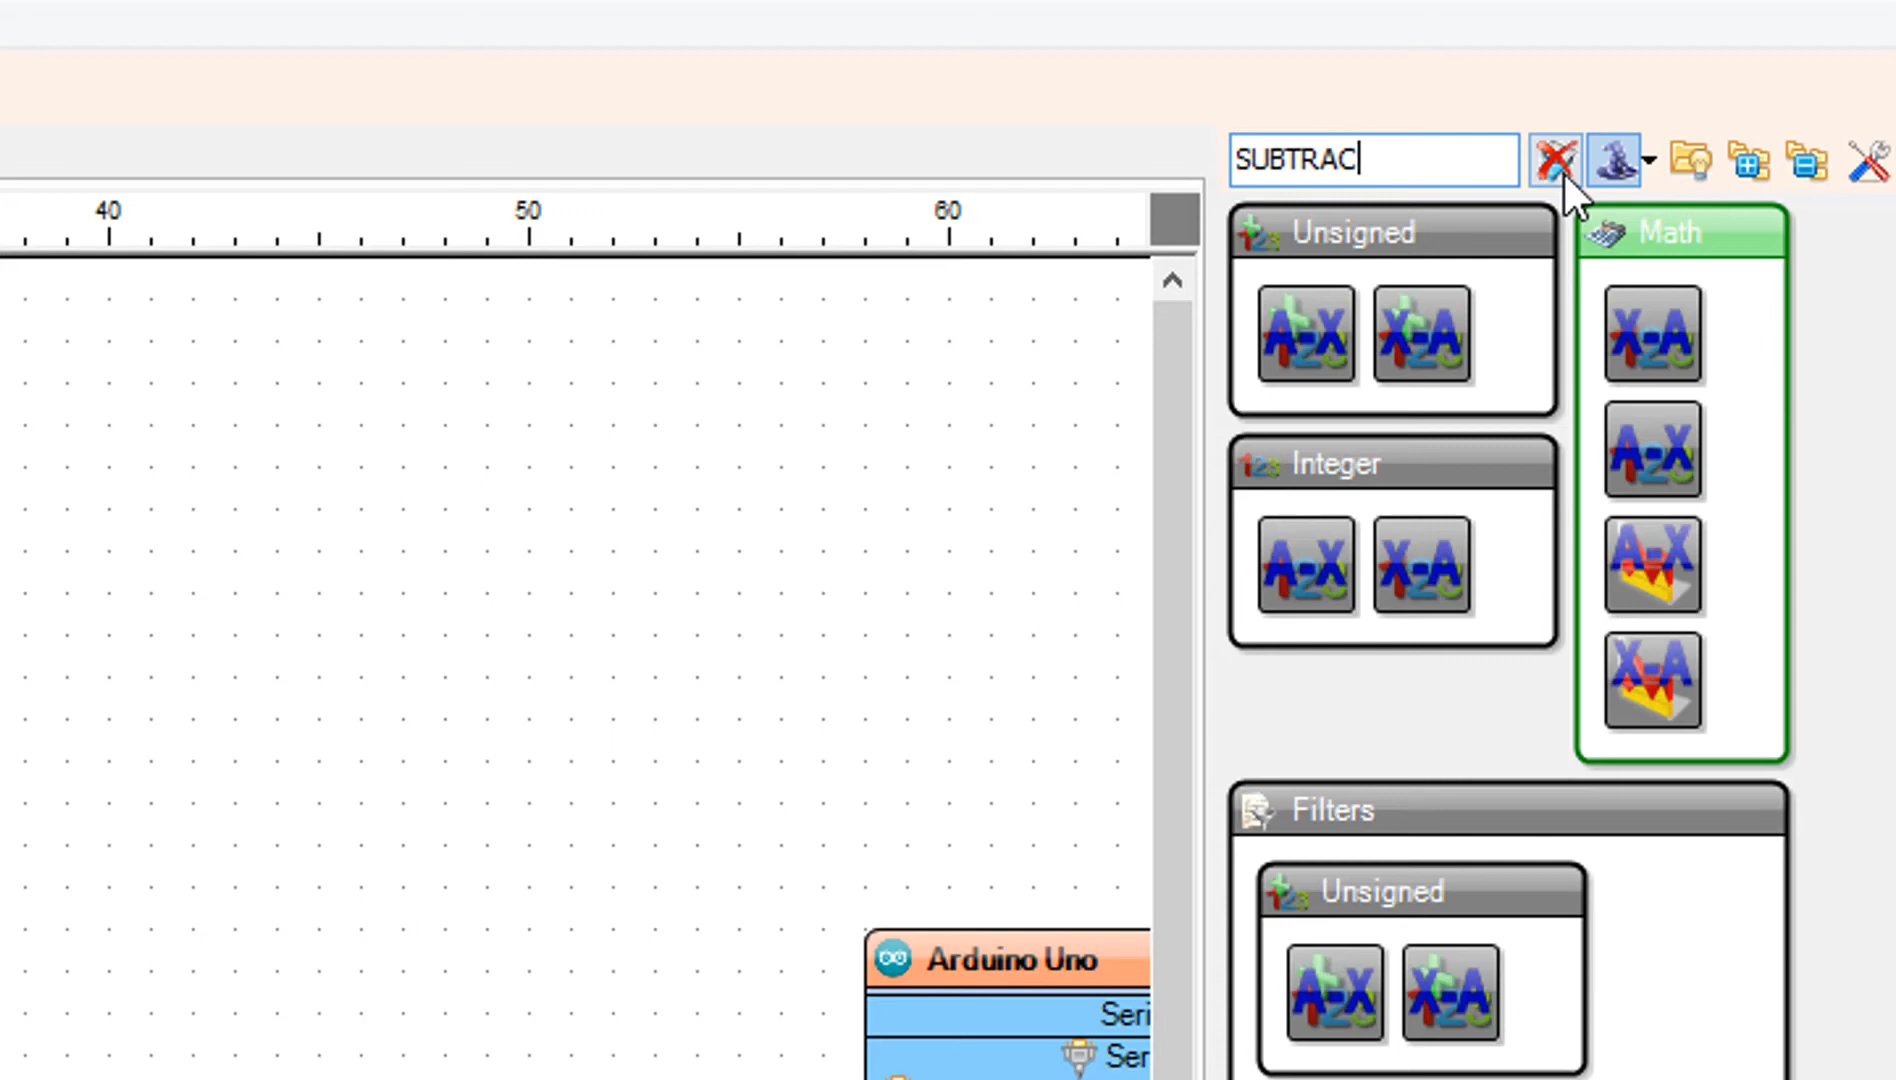 SUBTRAC
40 50 60
Unsigned
Math
A-X X-A
X-A
A-X
Integer
A-X X-A
A-X
X-A
Filters
Unsigned
A-X X-A
Arduino Uno
Seri
Ser